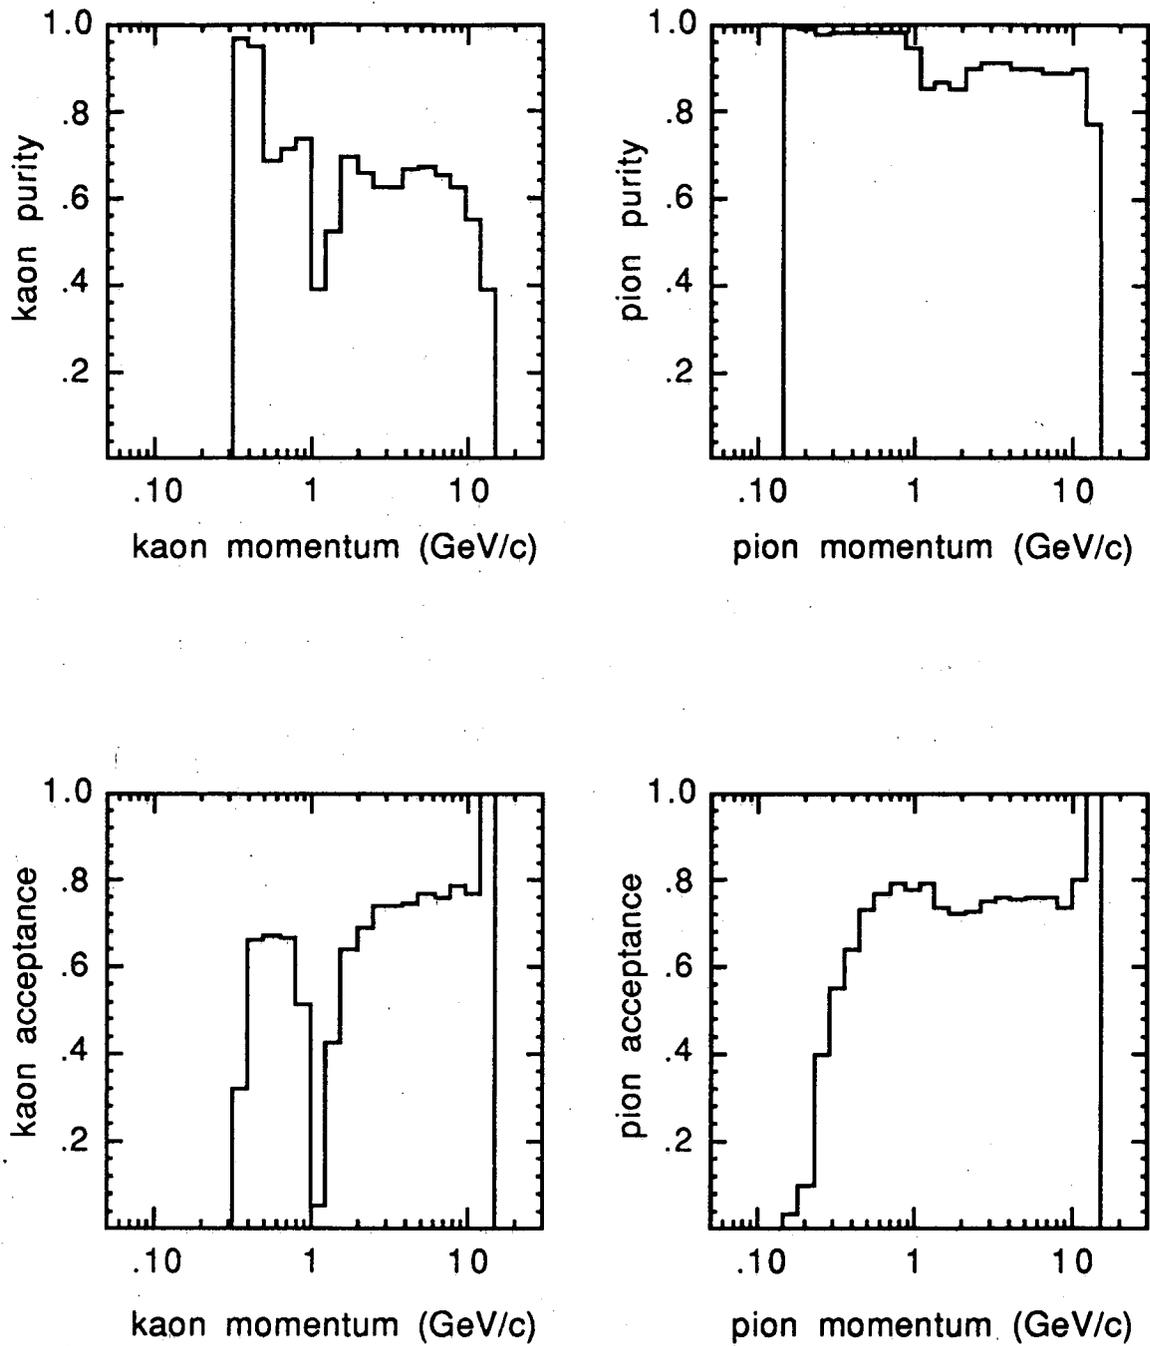 1.0
.8
.6
.4
.2
kaon purity
.10 1 10
kaon momentum (GeV/c)
1.0
.8
.6
.4
.2
pion purity
.10 1 10
pion momentum (GeV/c)
1.0
.8
.6
.4
.2
kaon acceptance
.10 1 10
kaon momentum (GeV/c)
1.0
.8
.6
.4
.2
pion acceptance
.10 1 10
pion momentum (GeV/c)